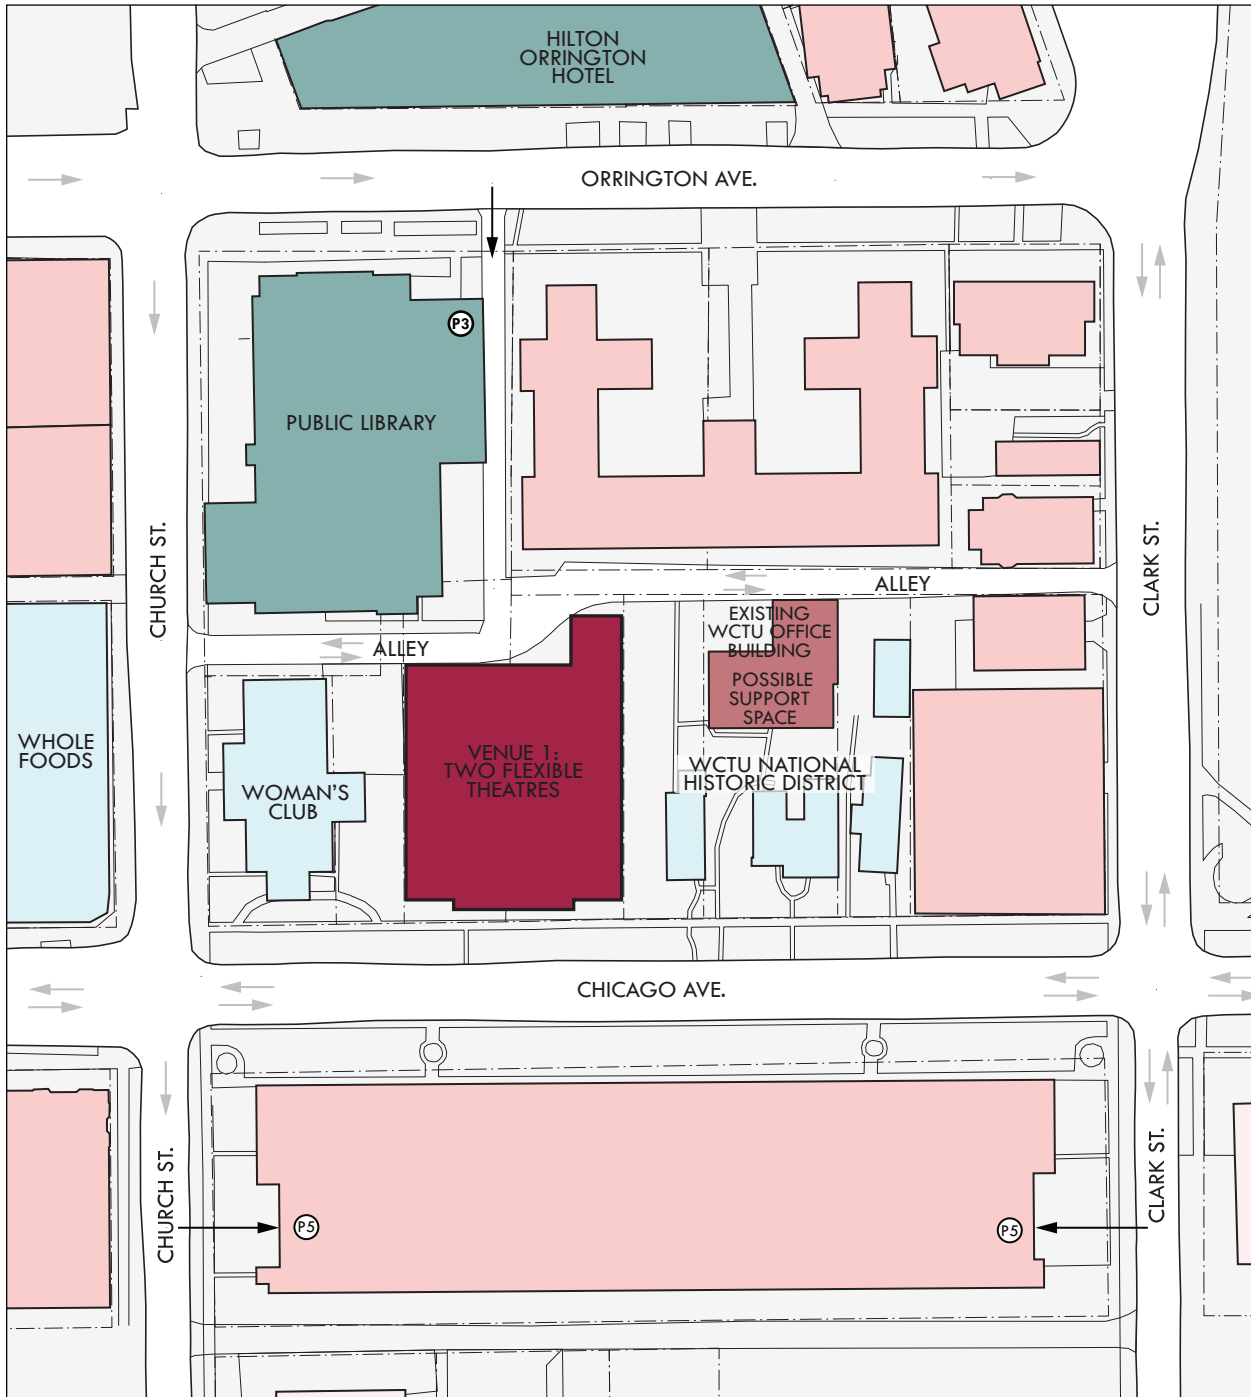 HILTON
ORRINGTON
HOTEL
ORRINGTON AVE.
P3
PUBLIC LIBRARY
CHURCH ST.
CLARK ST.
ALLEY
ALLEY
EXISTING
WCTU OFFICE
BUILDING
POSSIBLE
SUPPORT
SPACE
WHOLE
FOODS
WOMAN'S
CLUB
VENUE 1:
TWO FLEXIBLE
THEATRES
WCTU NATIONAL
HISTORIC DISTRICT
CHICAGO AVE.
CHURCH ST.
P5
P5
CLARK ST.